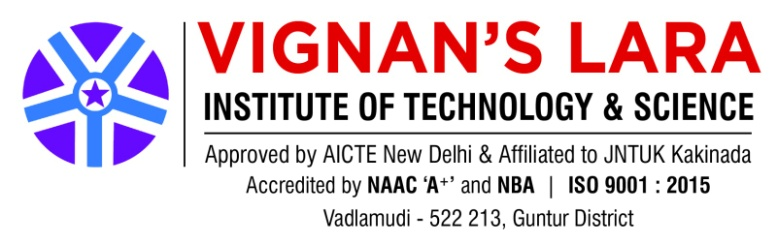 VIGNAN'S LARA
INSTITUTE OF TECHNOLOGY & SCIENCE
Approved by AICTE New Delhi & Affiliated to JNTUK Kakinada
Accredited by NAAC ‘A+’ and NBA | ISO 9001 : 2015
Vadlamudi - 522 213, Guntur District